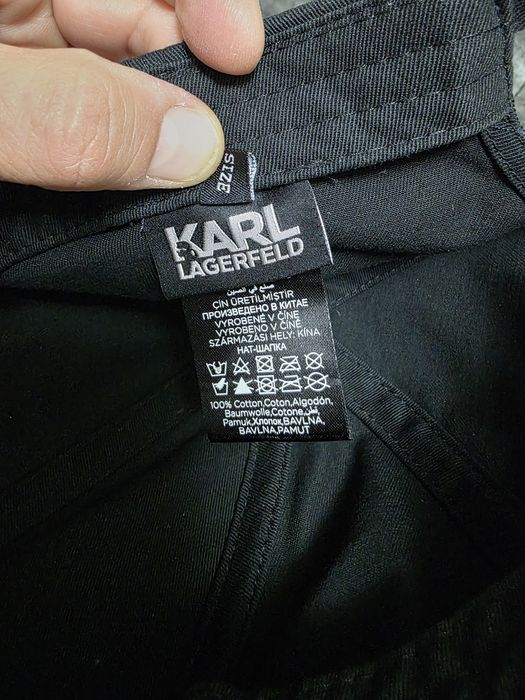 SIZE
KARL
LAGERFELD
صنع في الصين
ÇİN ÜRETİLMİŞTİR
ПРОИЗВЕДЕНО В КИТАЕ
VYROBENÉ V ČÍNE
VYROBENO V ČÍNĚ
SZÁRMAZÁSI HELY: KÍNA
HAT-ШАПКА
100% Cotton,Coton,Algodón,
Baumwolle,Cotone,قطن
Pamuk,Хлопок,BAVLNA,
BAVLNA,PAMUT